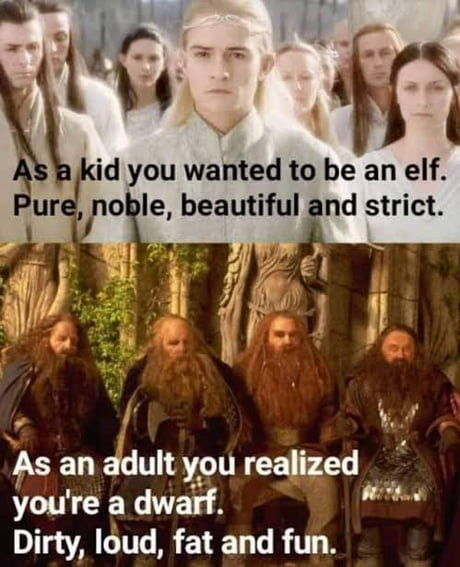 As a kid you wanted to be an elf.
Pure, noble, beautiful and strict.
As an adult you realized
you're a dwarf.
Dirty, loud, fat and fun.